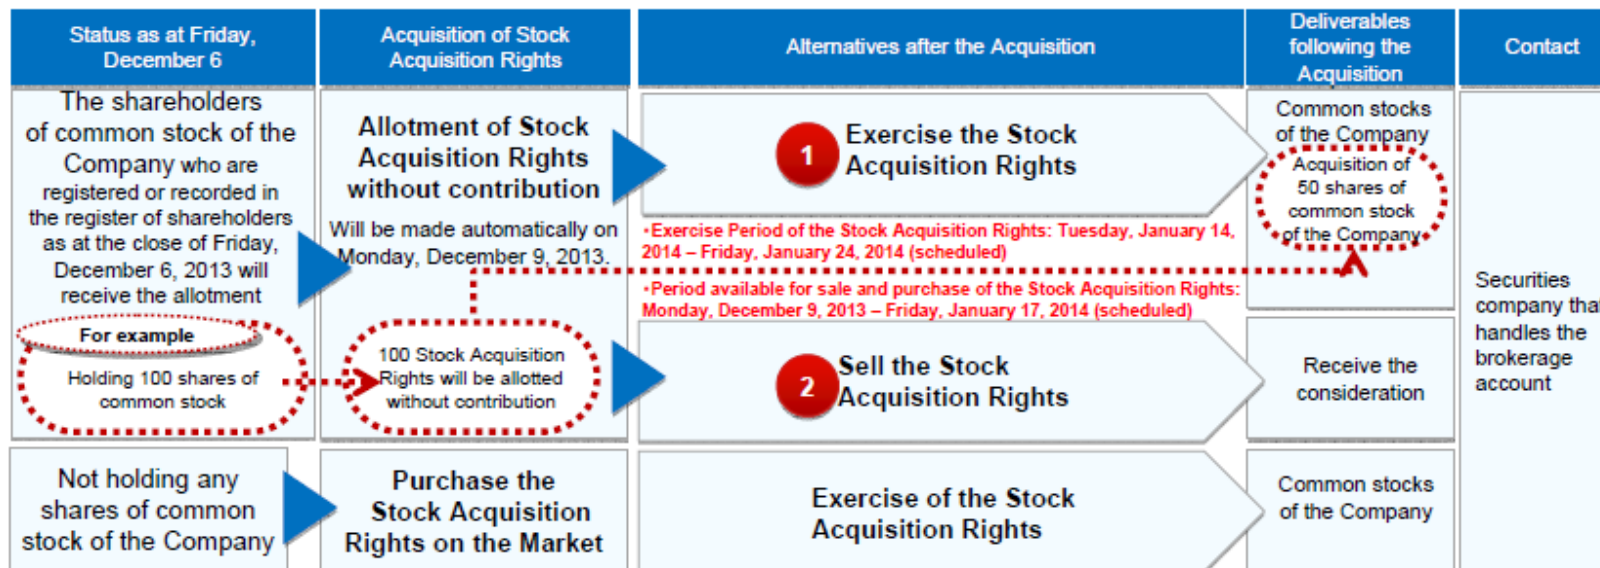 Status as at Friday,
December 6
Acquisition of Stock
Acquisition Rights
Alternatives after the Acquisition
Deliverables
following the
Acquisition
Contact
The shareholders
of common stock of the
Company who are
registered or recorded in
the register of shareholders
as at the close of Friday,
December 6, 2013 will
receive the allotment
For example
Holding 100 shares of
common stock
Allotment of Stock
Acquisition Rights
without contribution
Will be made automatically on
Monday, December 9, 2013.
100 Stock Acquisition
Rights will be allotted
without contribution
1
Exercise the Stock
Acquisition Rights
・Exercise Period of the Stock Acquisition Rights: Tuesday, January 14,
2014 – Friday, January 24, 2014 (scheduled)
・Period available for sale and purchase of the Stock Acquisition Rights:
Monday, December 9, 2013 – Friday, January 17, 2014 (scheduled)
2
Sell the Stock
Acquisition Rights
Common stocks
of the Company
Acquisition of
50 shares of
common stock
of the Company
Receive the
consideration
Securities
company that
handles the
brokerage
account
Not holding any
shares of common
stock of the Company
Purchase the
Stock Acquisition
Rights on the Market
Exercise of the Stock
Acquisition Rights
Common stocks
of the Company